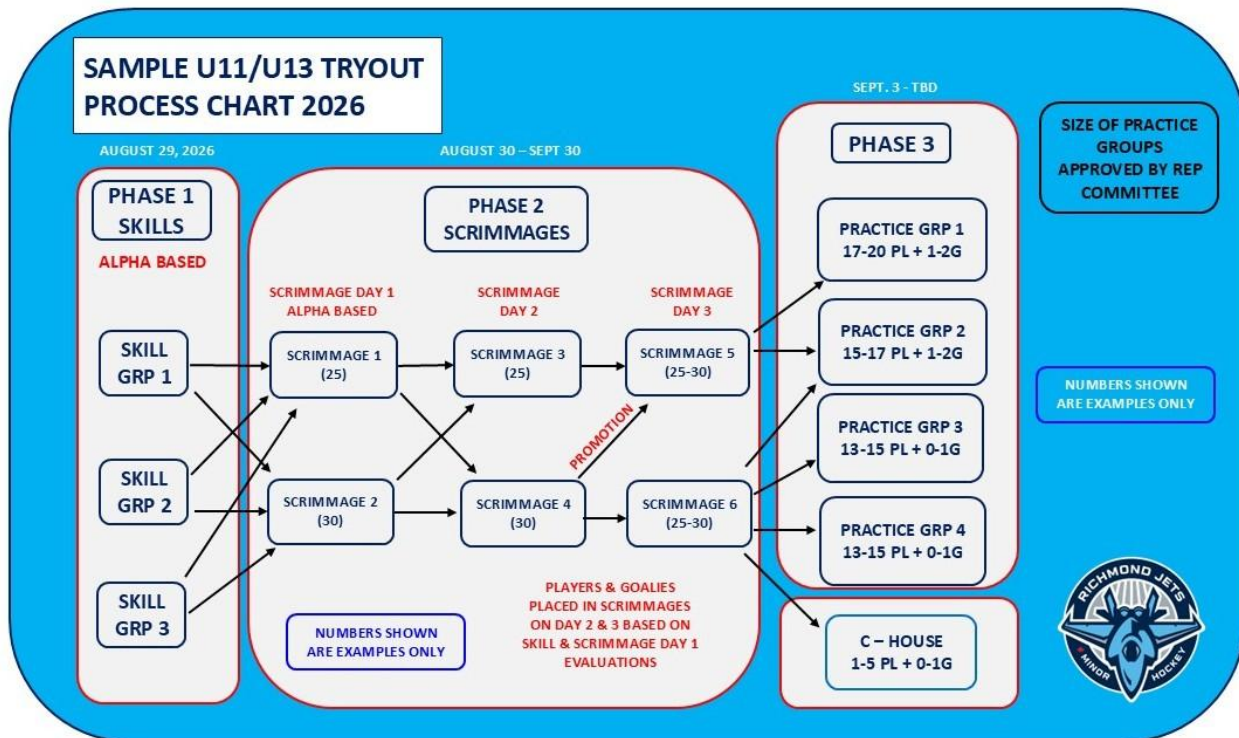 SAMPLE U11/U13 TRYOUT
PROCESS CHART 2026
AUGUST 29, 2026
PHASE 1
SKILLS
ALPHA BASED
SKILL
GRP 1
SKILL
GRP 2
SKILL
GRP 3
AUGUST 30 – SEPT 30
PHASE 2
SCRIMMAGES
SCRIMMAGE DAY 1
ALPHA BASED
SCRIMMAGE
DAY 2
SCRIMMAGE
DAY 3
SCRIMMAGE 1
(25)
SCRIMMAGE 3
(25)
SCRIMMAGE 5
(25-30)
PROMOTION
SCRIMMAGE 2
(30)
SCRIMMAGE 4
(30)
SCRIMMAGE 6
(25-30)
NUMBERS SHOWN
ARE EXAMPLES ONLY
PLAYERS & GOALIES
PLACED IN SCRIMMAGES
ON DAY 2 & 3 BASED ON
SKILL & SCRIMMAGE DAY 1
EVALUATIONS
SEPT. 3 - TBD
PHASE 3
PRACTICE GRP 1
17-20 PL + 1-2G
PRACTICE GRP 2
15-17 PL + 1-2G
PRACTICE GRP 3
13-15 PL + 0-1G
PRACTICE GRP 4
13-15 PL + 0-1G
C – HOUSE
1-5 PL + 0-1G
SIZE OF PRACTICE
GROUPS
APPROVED BY REP
COMMITTEE
NUMBERS SHOWN
ARE EXAMPLES ONLY
RICHMOND JETS
MINOR HOCKEY